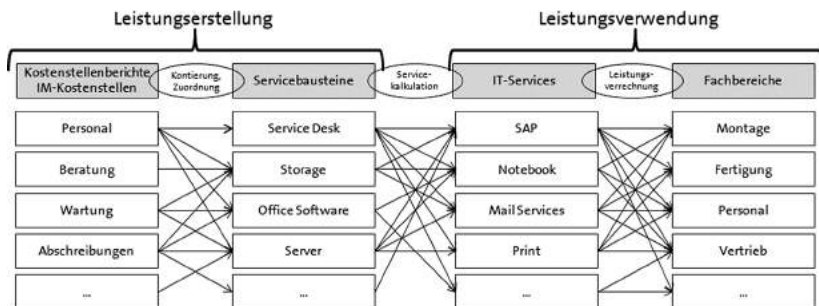 Leistungserstellung
Leistungsverwendung
Kostenstellenberichte
IM-Kostenstellen
Kontierung,
Zuordnung
Servicebausteine
Service-
kalkulation
IT-Services
Leistungs-
verrechnung
Fachbereiche
Personal
Service Desk
SAP
Montage
Beratung
Storage
Notebook
Fertigung
Wartung
Office Software
Mail Services
Personal
Abschreibungen
Server
Print
Vertrieb
...
...
...
...